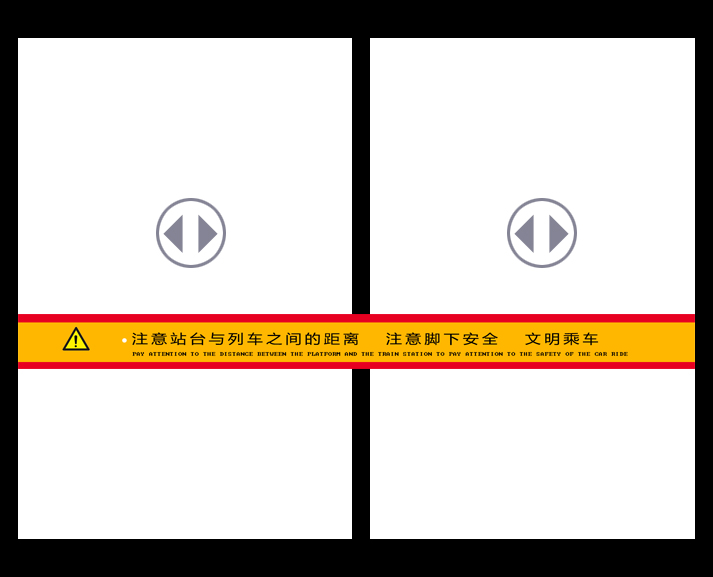 注意站台与列车之间的距离 注意脚下安全 文明乘车
PAY ATTENTION TO THE DISTANCE BETWEEN THE PLATFORM AND THE TRAIN STATION TO PAY ATTENTION TO THE SAFETY OF THE CAR RIDE